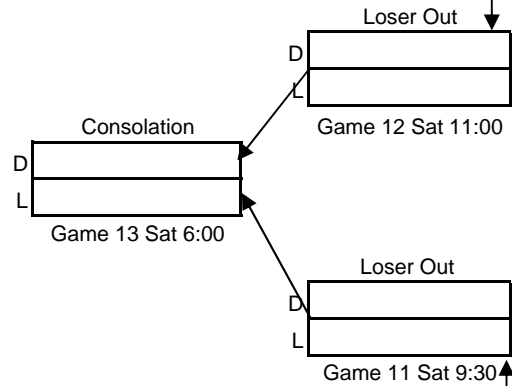 Loser Out
D
L
Game 12 Sat 11:00
Consolation
D
L
Game 13 Sat 6:00
Loser Out
D
L
Game 11 Sat 9:30